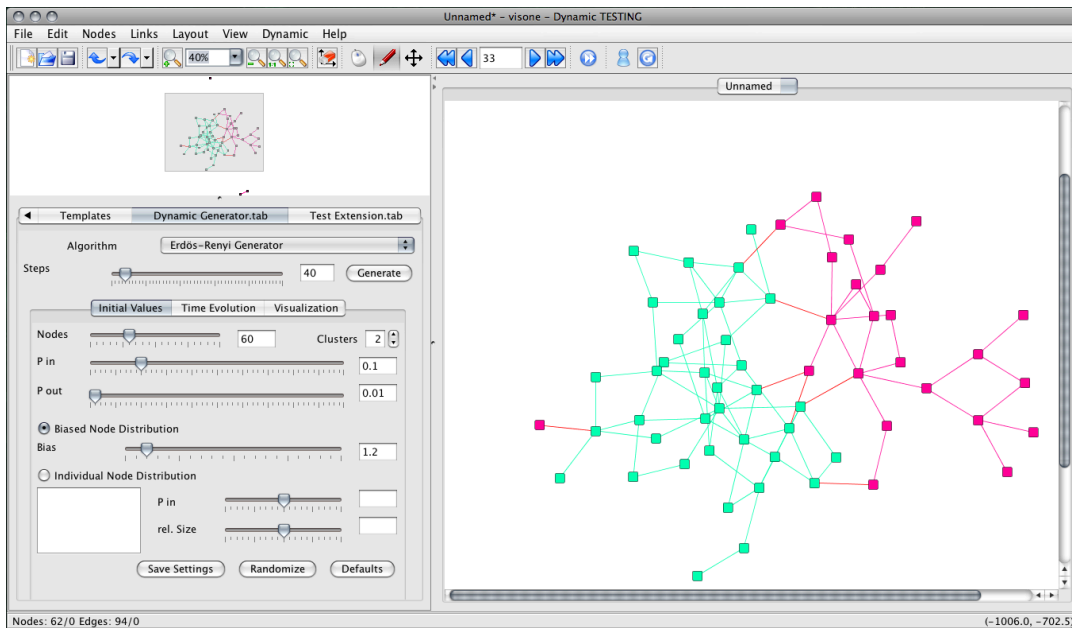 Unnamed* - visone - Dynamic TESTING
File Edit Nodes Links Layout View Dynamic Help
40% 33
Unnamed
Templates Dynamic Generator.tab Test Extension.tab
Algorithm Erdös-Renyi Generator
Steps 40 Generate
Initial Values Time Evolution Visualization
Nodes 60 Clusters 2
P in 0.1
P out 0.01
Biased Node Distribution
Bias 1.2
Individual Node Distribution
P in
rel. Size
Save Settings Randomize Defaults
Nodes: 62/0 Edges: 94/0 (-1006.0, -702.5)